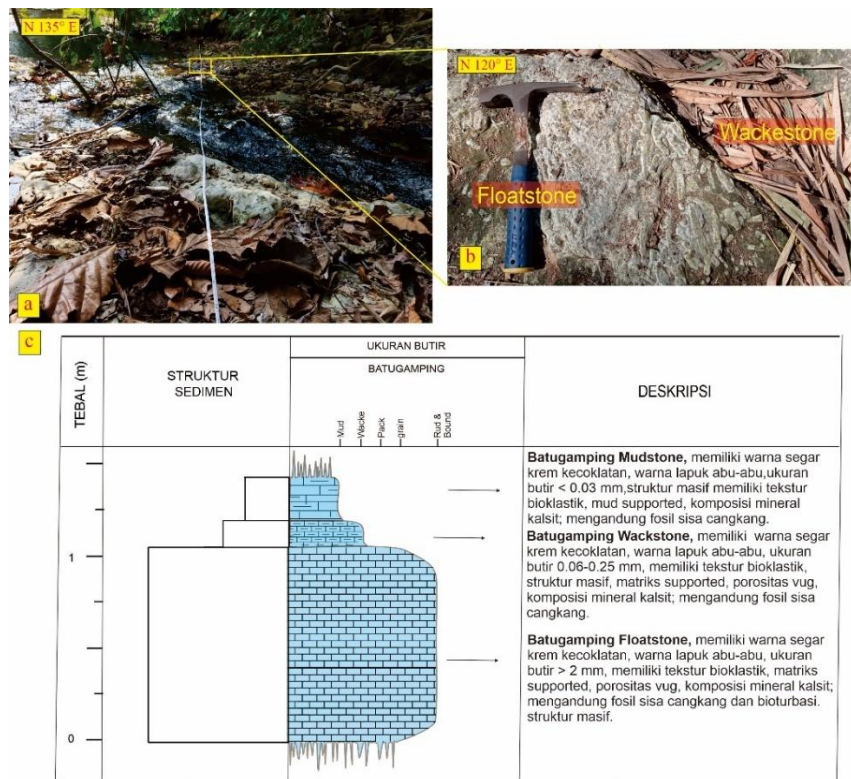 N 135° E
a
N 120° E
Wackestone
Floatstone
b
c
TEBAL (m)
STRUKTUR
SEDIMEN
UKURAN BUTIR
BATUGAMPING
Mud
Wacke
Pack
grain
Rud &
Bound
DESKRIPSI
1
0
Batugamping Mudstone, memiliki warna segar
krem kecoklatan, warna lapuk abu-abu,ukuran
butir < 0.03 mm,struktur masif memiliki tekstur
bioklastik, mud supported, komposisi mineral
kalsit; mengandung fosil sisa cangkang.
Batugamping Wackstone, memiliki warna segar
krem kecoklatan, warna lapuk abu-abu, ukuran
butir 0.06-0.25 mm, memiliki tekstur bioklastik,
struktur masif, matriks supported, porositas vug,
komposisi mineral kalsit; mengandung fosil sisa
cangkang.
Batugamping Floatstone, memiliki warna segar
krem kecoklatan, warna lapuk abu-abu, ukuran
butir > 2 mm, memiliki tekstur bioklastik, matriks
supported, porositas vug, komposisi mineral kalsit;
mengandung fosil sisa cangkang dan bioturbasi.
struktur masif.